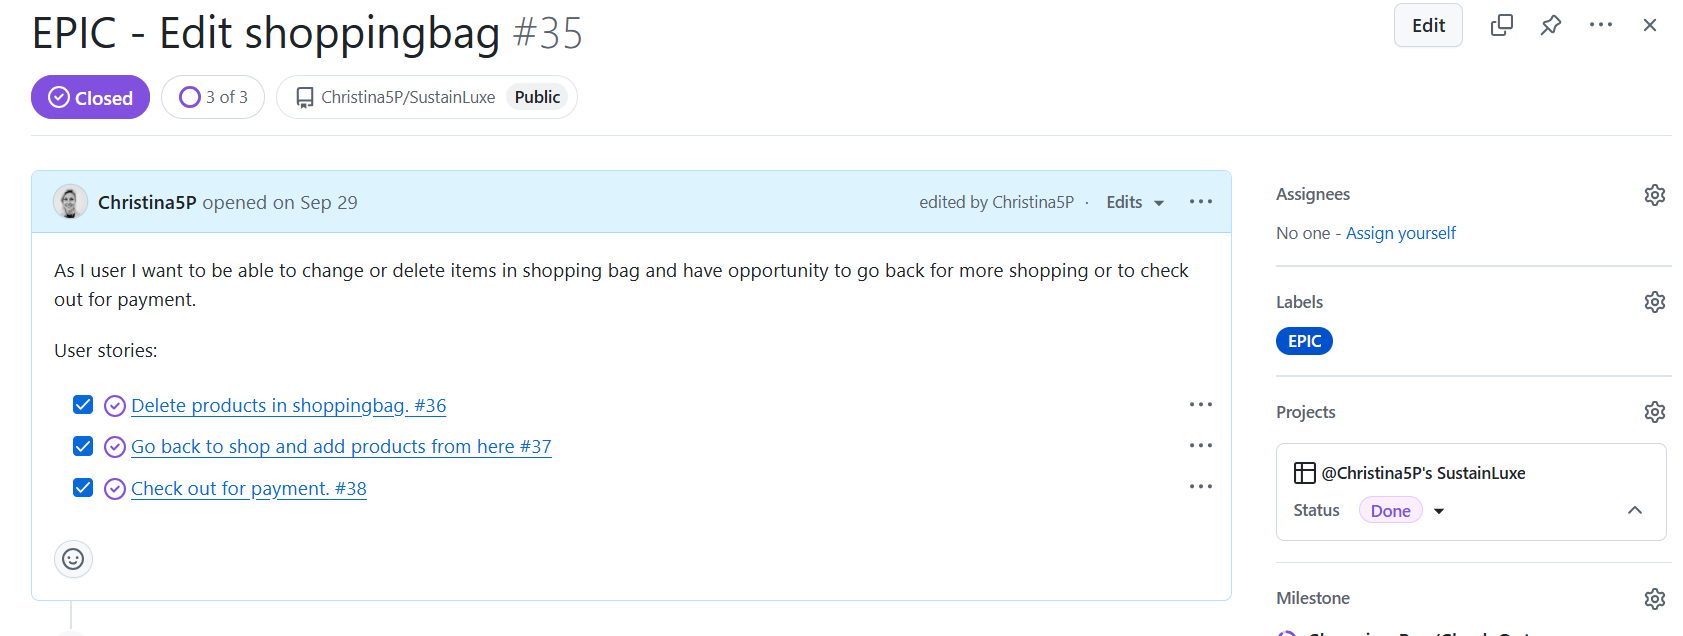 EPIC - Edit shoppingbag #35
Edit
Closed
3 of 3
Christina5P/SustainLuxe Public
Christina5P opened on Sep 29
edited by Christina5P · Edits
As I user I want to be able to change or delete items in shopping bag and have opportunity to go back for more shopping or to check
out for payment.
User stories:
Delete products in shoppingbag. #36
Go back to shop and add products from here #37
Check out for payment. #38
Assignees
No one - Assign yourself
Labels
EPIC
Projects
@Christina5P's SustainLuxe
Status Done
Milestone